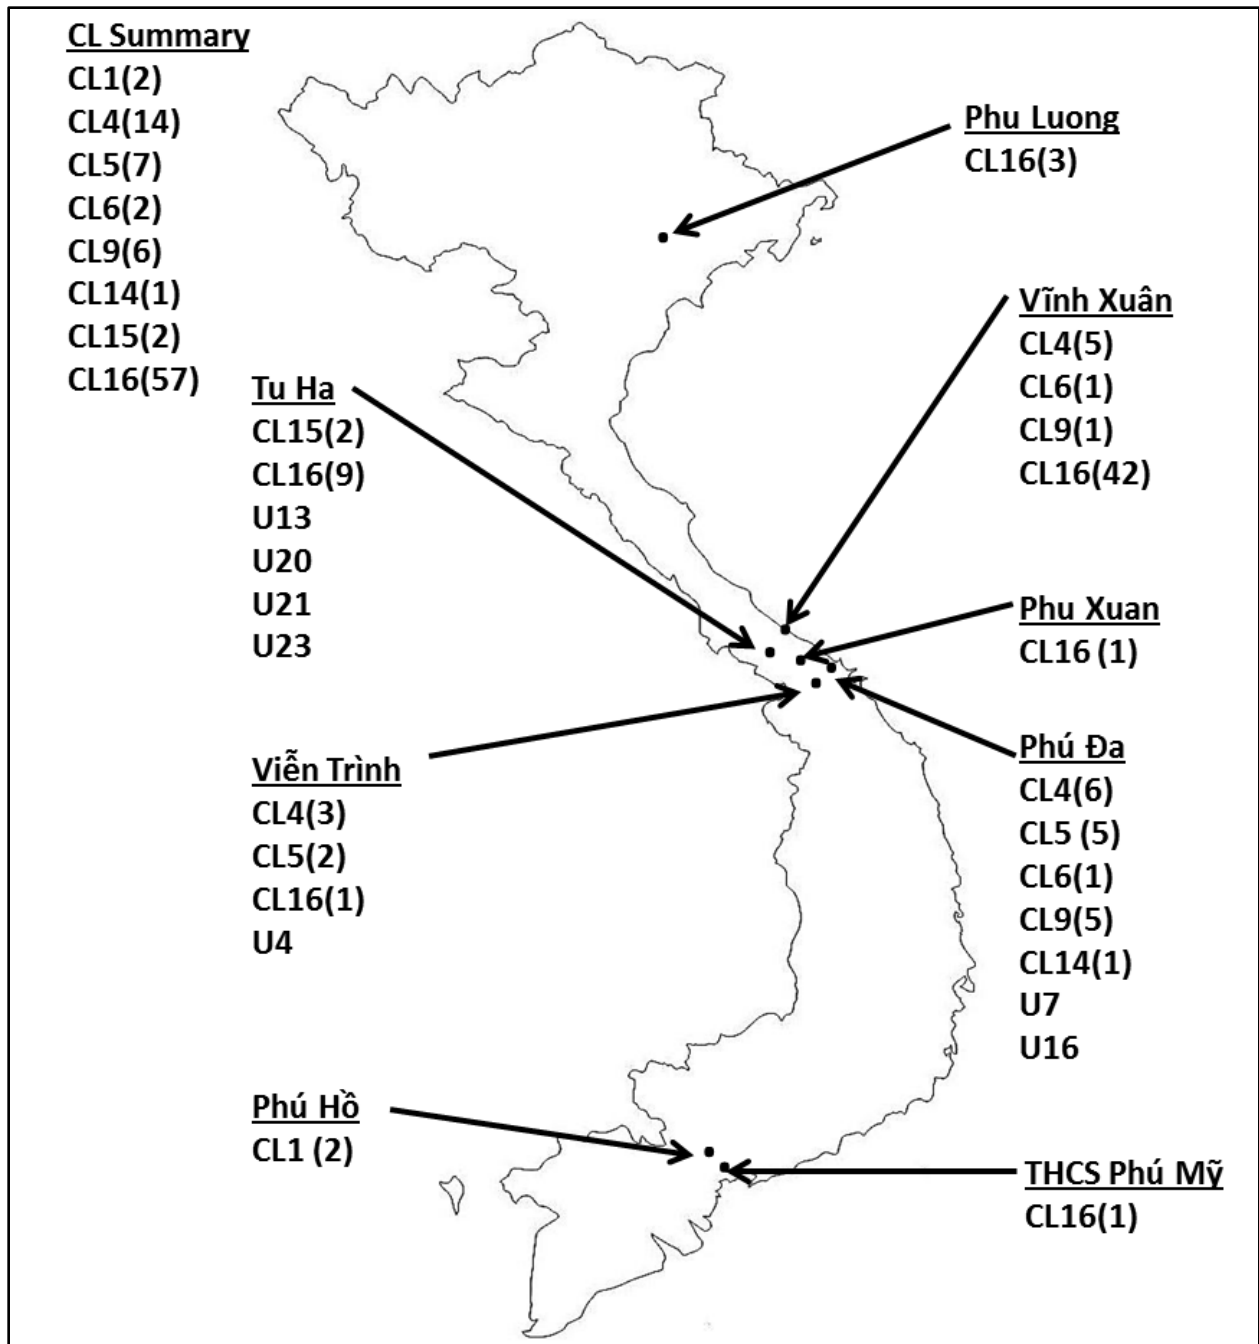 CL Summary
CL1(2)
CL4(14)
CL5(7)
CL6(2)
CL9(6)
CL14(1)
CL15(2)
CL16(57)
Phu Luong
CL16(3)
Vĩnh Xuân
CL4(5)
CL6(1)
CL9(1)
CL16(42)
Tu Ha
CL15(2)
CL16(9)
U13
U20
U21
U23
Phu Xuan
CL16 (1)
Viễn Trình
CL4(3)
CL5(2)
CL16(1)
U4
Phú Đa
CL4(6)
CL5 (5)
CL6(1)
CL9(5)
CL14(1)
U7
U16
Phú Hồ
CL1 (2)
THCS Phú Mỹ
CL16(1)